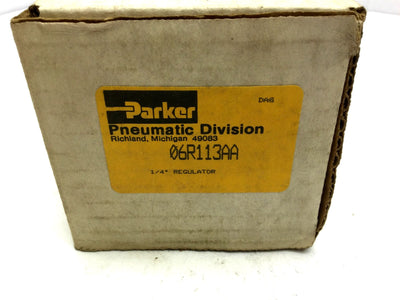 DAG
Parker
Pneumatic Division
Richland, Michigan 49083
06R113AA
1/4" REGULATOR